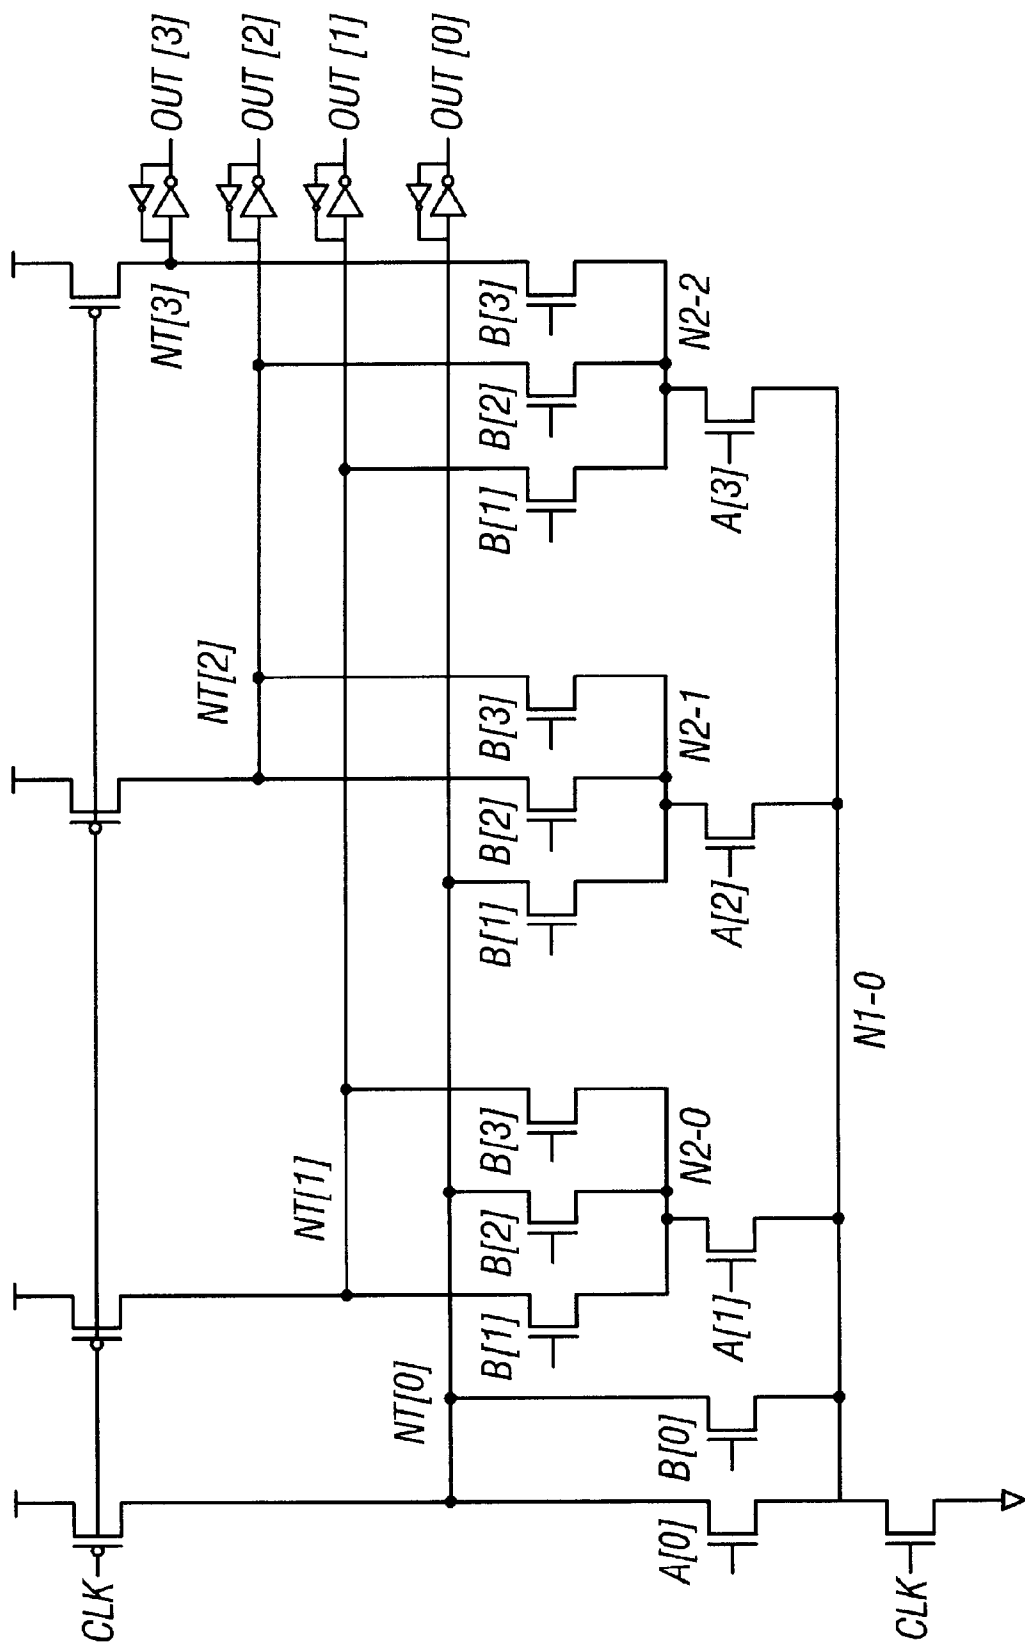 OUT [3]
OUT [2]
OUT [1]
OUT [0]
NT[3]
NT[2]
NT[1]
NT[0]
B[3]
B[2]
B[1]
N2-2
A[3]
B[3]
B[2]
B[1]
N2-1
A[2]
B[3]
B[2]
B[1]
N2-0
A[1]
N1-0
B[0]
A[0]
CLK
CLK